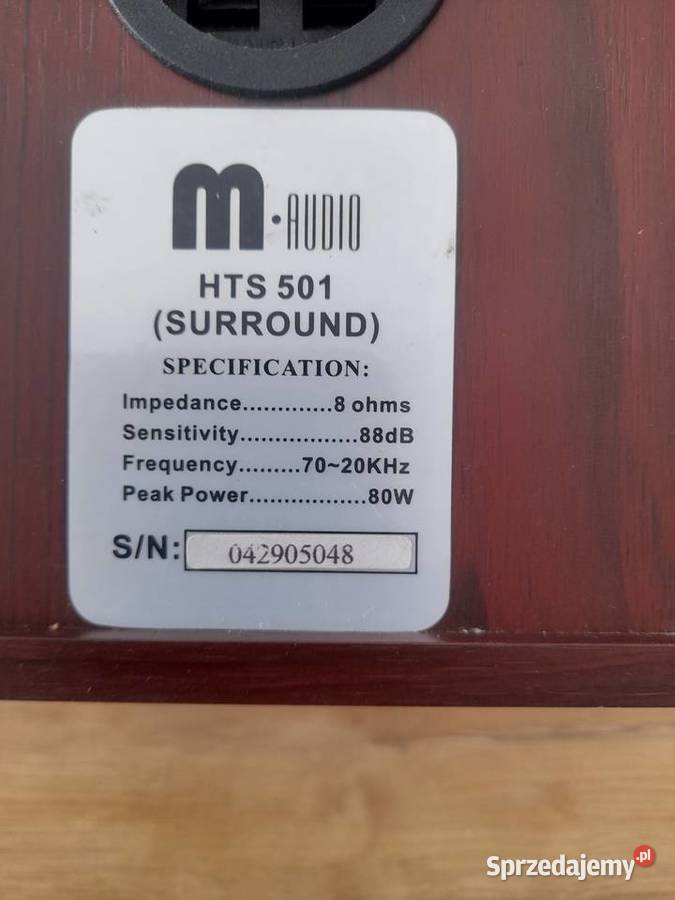 m·AUDIO
HTS 501
(SURROUND)
SPECIFICATION:
Impedance.............8 ohms
Sensitivity.................88dB
Frequency.........70~20KHz
Peak Power.................80W
S/N: 042905048
Sprzedajemy.pl